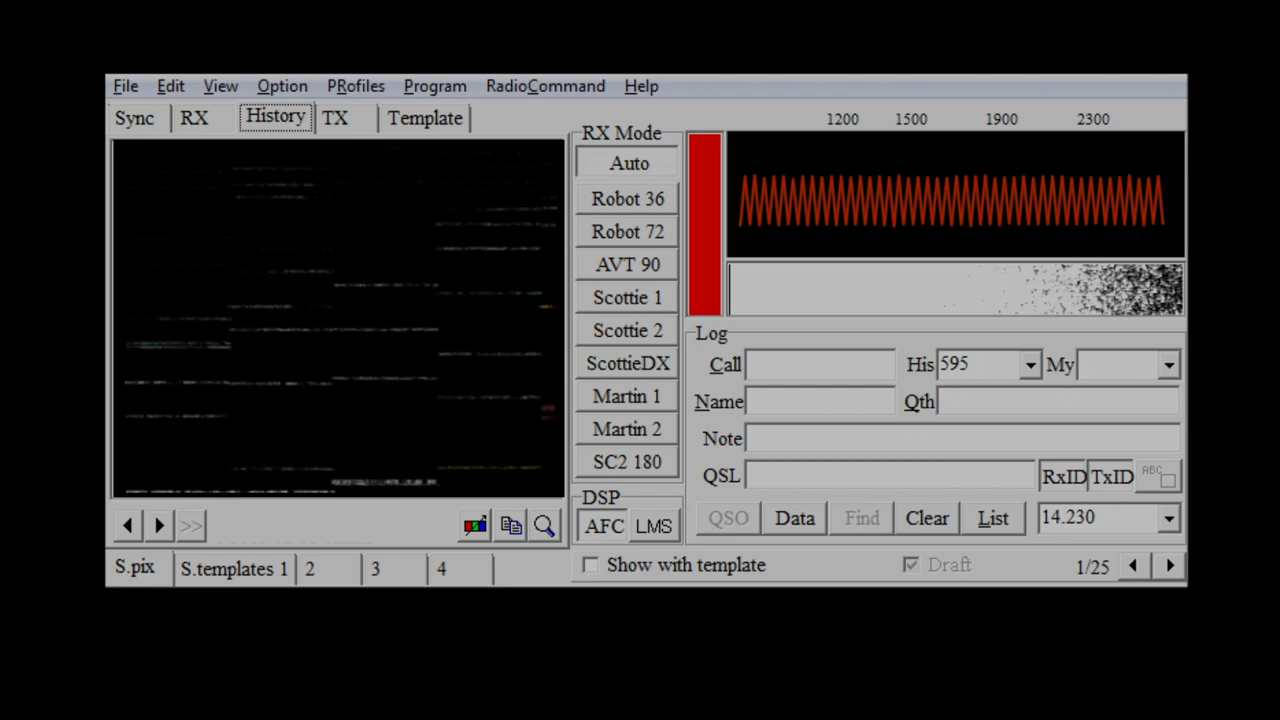 File Edit View Option PRofiles Program RadioCommand Help
Sync RX History TX Template
1200 1500 1900 2300
RX Mode
Auto
Robot 36
Robot 72
AVT 90
Scottie 1
Scottie 2
ScottieDX
Martin 1
Martin 2
SC2 180
DSP
AFC LMS
Log
Call His 595 My
Name Qth
Note
QSL RxID TxID ABC
QSO Data Find Clear List 14.230
>>
S.pix S.templates 1 2 3 4
Show with template Draft 1/25